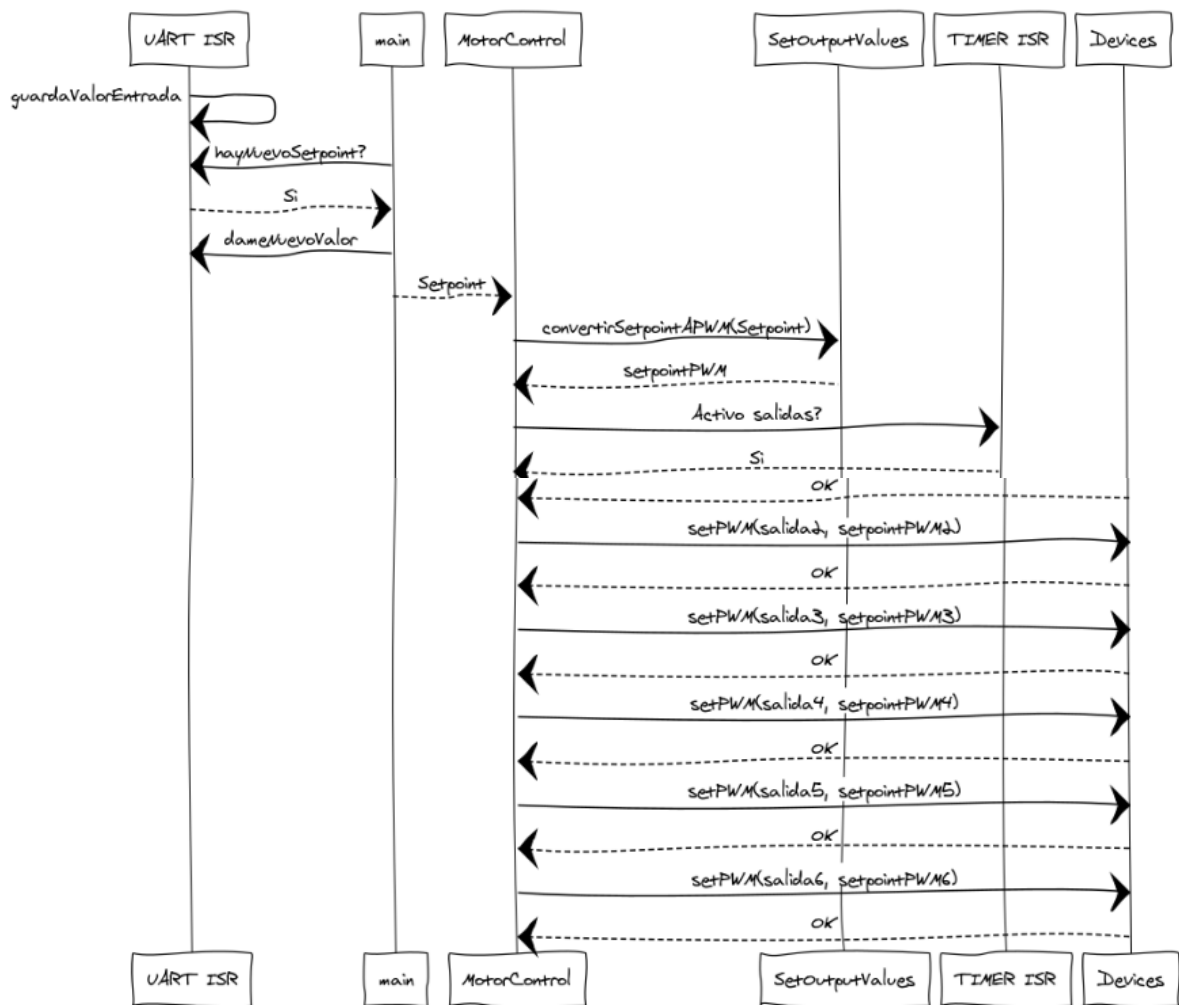 UART ISR
main
MotorControl
SetOutputValues
TIMER ISR
Devices
guardaValorEntrada
hayNuevoSetpoint?
Si
dameNuevoValor
Setpoint
convertirSetpointAPWM(Setpoint)
setpointPWM
Activo salidas?
Si
OK
setPWM(salida2, setpointPWM2)
OK
setPWM(salida3, setpointPWM3)
OK
setPWM(salida4, setpointPWM4)
OK
setPWM(salida5, setpointPWM5)
OK
setPWM(salida6, setpointPWM6)
OK
UART ISR
main
MotorControl
SetOutputValues
TIMER ISR
Devices